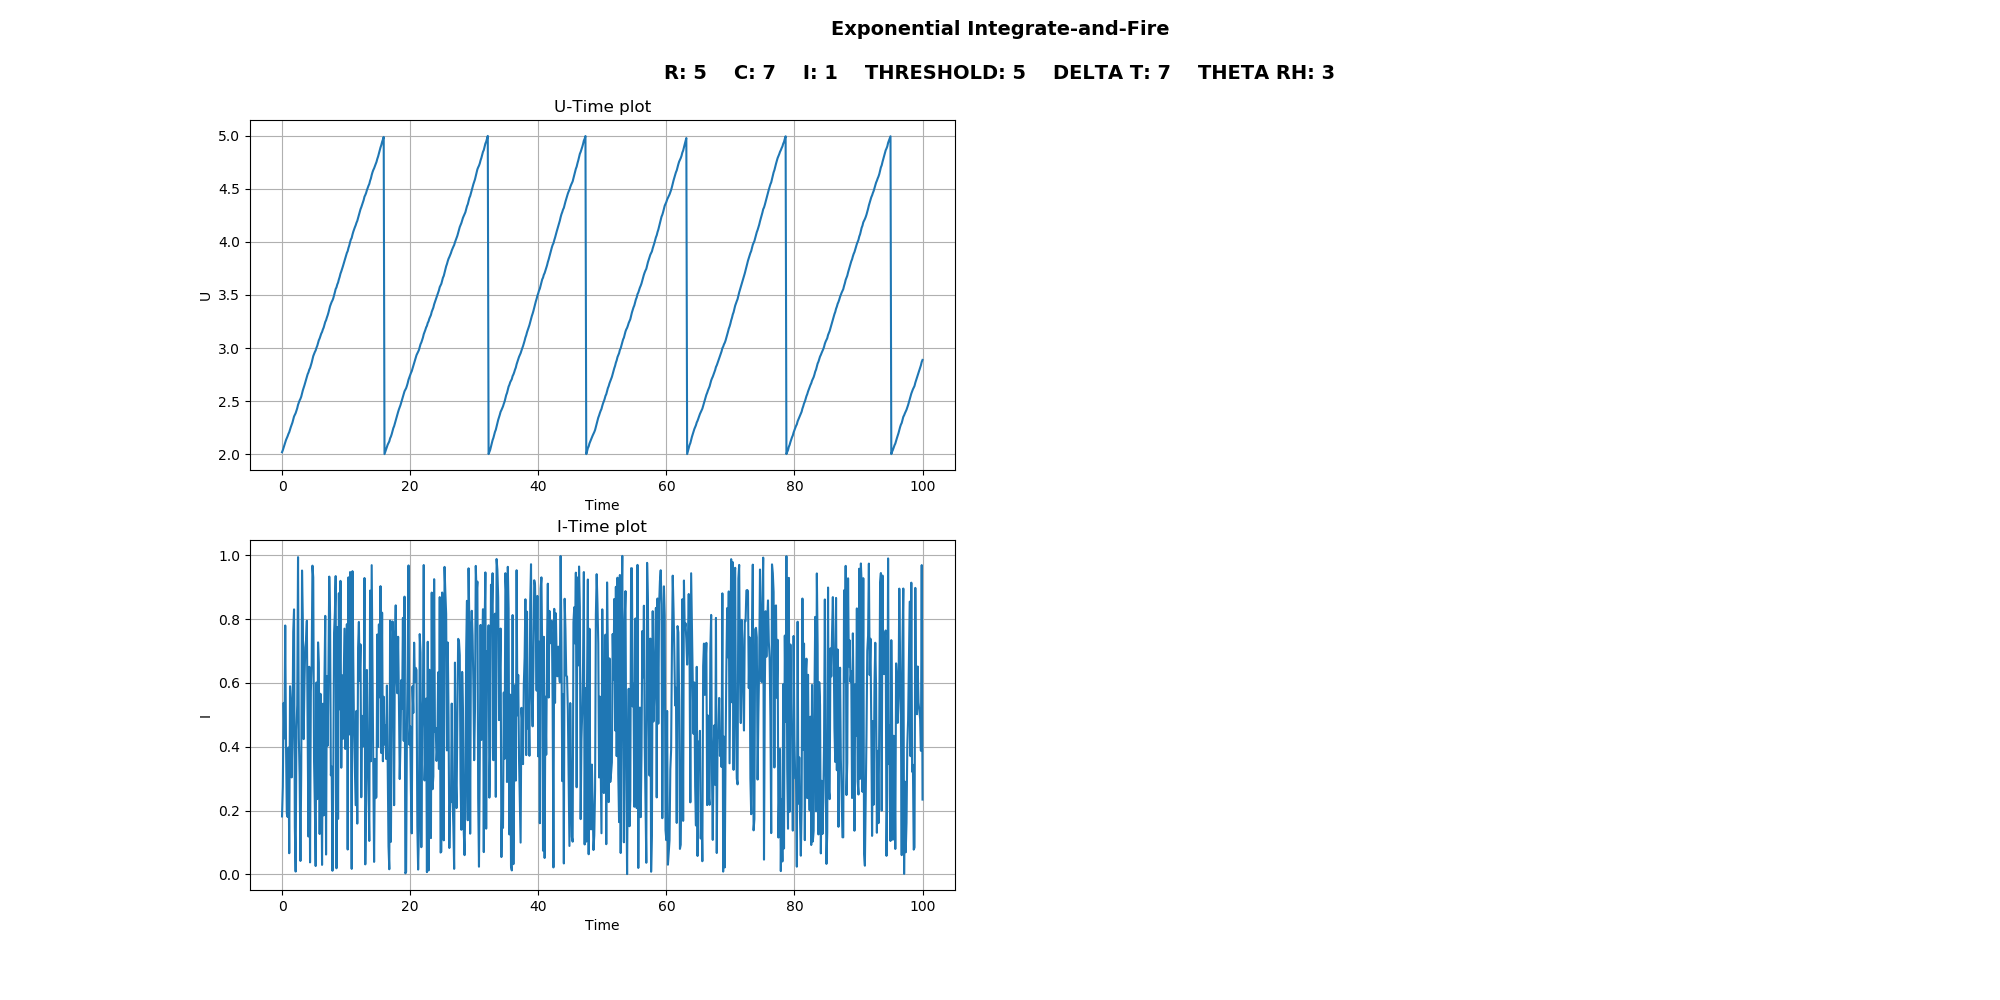 Exponential Integrate-and-Fire
R: 5    C: 7    I: 1    THRESHOLD: 5    DELTA T: 7    THETA RH: 3
U-Time plot
5.0
4.5
4.0
3.5
3.0
2.5
2.0
U
0 20 40 60 80 100
Time
I-Time plot
1.0
0.8
0.6
0.4
0.2
0.0
I
0 20 40 60 80 100
Time